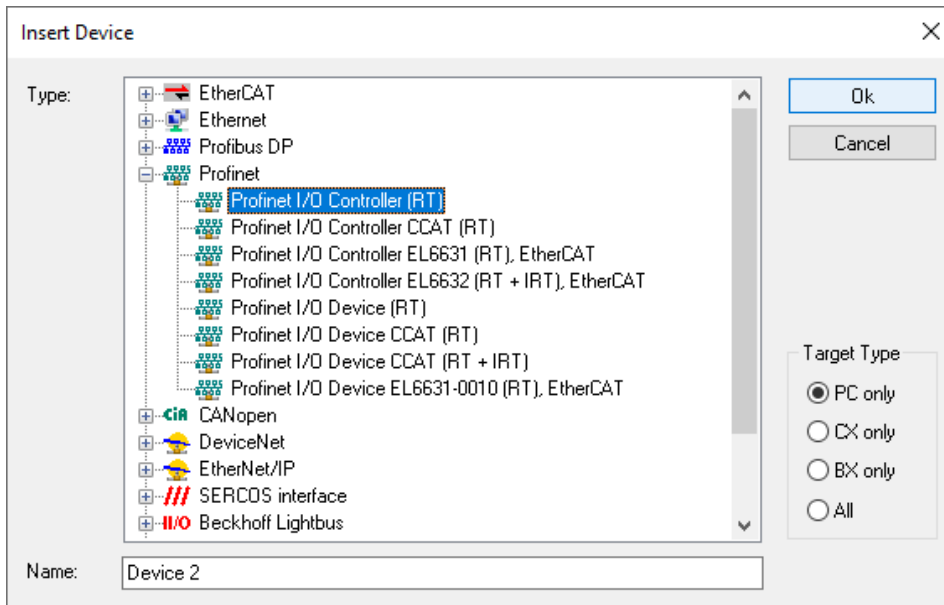 Insert Device
Type:
EtherCAT
Ethernet
Profibus DP
Profinet
Profinet I/O Controller (RT)
Profinet I/O Controller CCAT (RT)
Profinet I/O Controller EL6631 (RT), EtherCAT
Profinet I/O Controller EL6632 (RT + IRT), EtherCAT
Profinet I/O Device (RT)
Profinet I/O Device CCAT (RT)
Profinet I/O Device CCAT (RT + IRT)
Profinet I/O Device EL6631-0010 (RT), EtherCAT
CiA CANopen
DeviceNet
EtherNet/IP
SERCOS interface
II/O Beckhoff Lightbus
Ok
Cancel
Target Type
PC only
CX only
BX only
All
Name:
Device 2